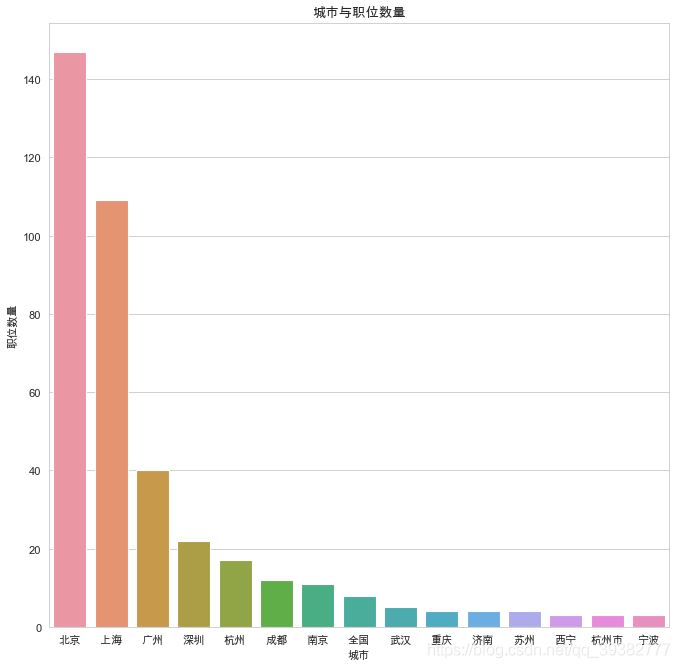 城市与职位数量
140
120
100
80
60
40
20
0
职位数量
北京 上海 广州 深圳 杭州 成都 南京 全国 武汉 重庆 济南 苏州 西宁 杭州市 宁波
城市
https://blog.csdn.net/qq_39382777